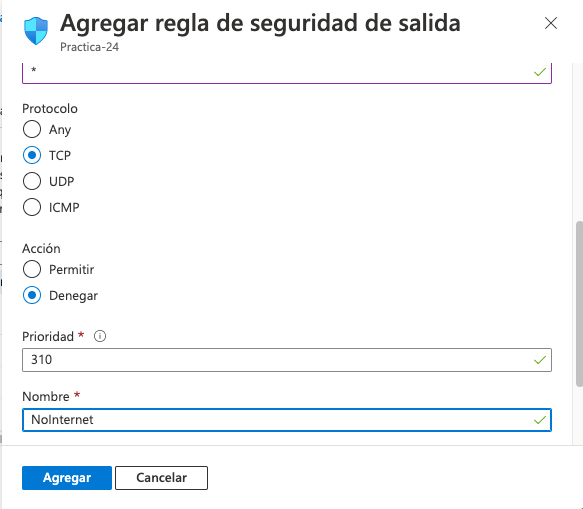 Agregar regla de seguridad de salida
Practica-24
*
Protocolo
Any
TCP
UDP
ICMP
Acción
Permitir
Denegar
Prioridad *
310
Nombre *
NoInternet
Agregar
Cancelar